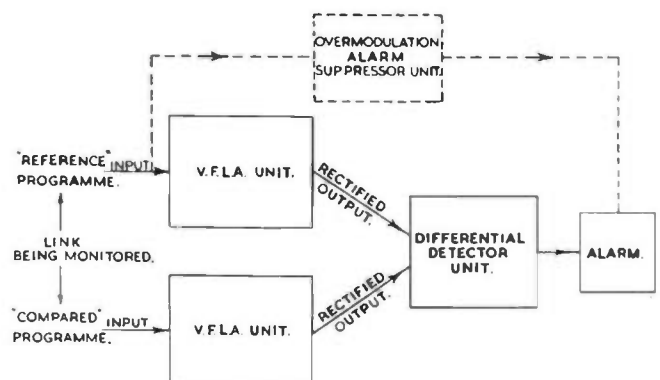 OVERMODULATION
ALARM
SUPPRESSOR UNIT.
"REFERENCE"
PROGRAMME.
INPUT.
V.F.L.A. UNIT.
RECTIFIED
OUTPUT.
LINK
BEING MONITORED.
DIFFERENTIAL
DETECTOR
UNIT.
ALARM.
"COMPARED"
PROGRAMME.
INPUT
V.F.L.A. UNIT.
RECTIFIED
OUTPUT.